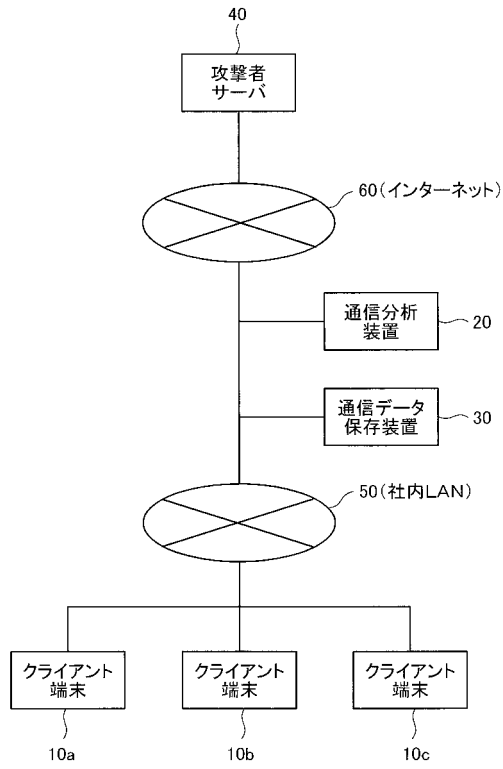 40
攻撃者
サーバ
60(インターネット)
通信分析
装置
20
通信データ
保存装置
30
50(社内LAN)
クライアント
端末
クライアント
端末
クライアント
端末
10a
10b
10c